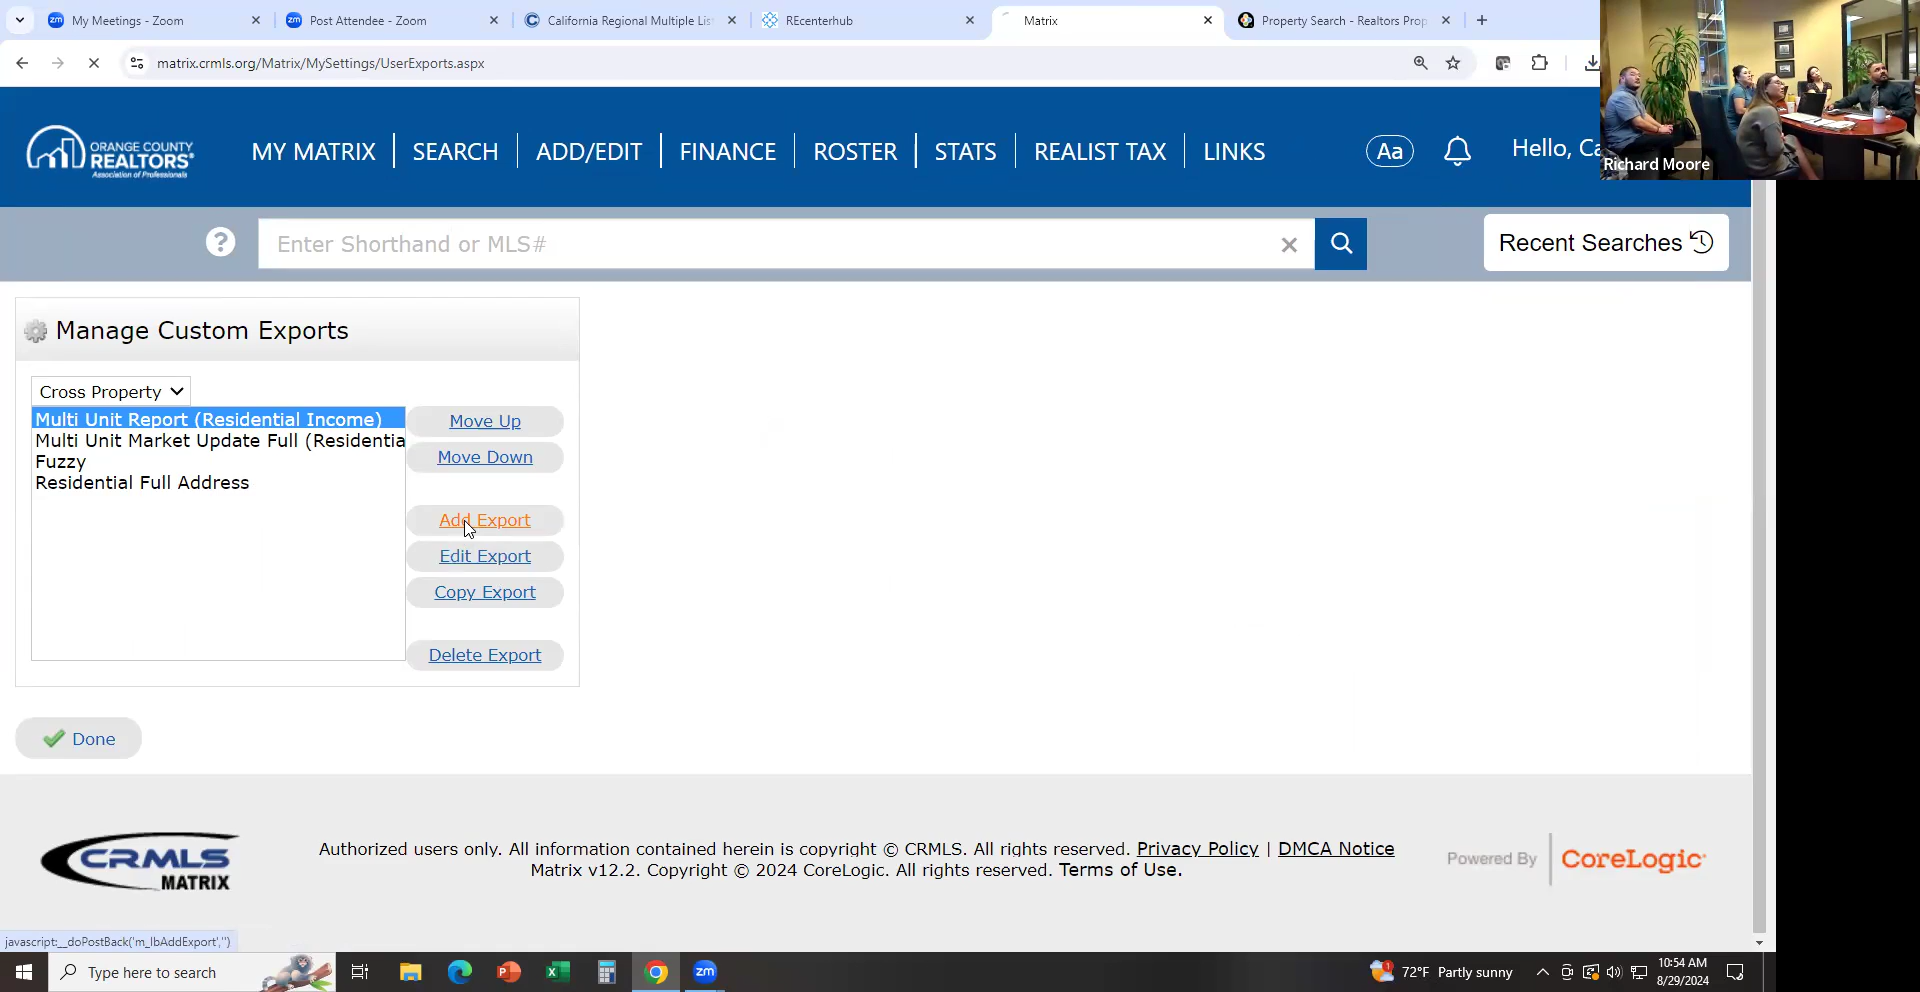 My Meetings - Zoom
Post Attendee - Zoom
California Regional Multiple Lis
REcenterhub
Matrix
Property Search - Realtors Prop
matrix.crmls.org/Matrix/MySettings/UserExports.aspx
ORANGE COUNTY
REALTORS®
Association of Professionals
MY MATRIX
SEARCH
ADD/EDIT
FINANCE
ROSTER
STATS
REALIST TAX
LINKS
Aa
Hello, Ca
Richard Moore
?
Enter Shorthand or MLS#
Recent Searches
Manage Custom Exports
Cross Property
Multi Unit Report (Residential Income)
Multi Unit Market Update Full (Residentia
Fuzzy
Residential Full Address
Move Up
Move Down
Add Export
Edit Export
Copy Export
Delete Export
Done
CRMLS
MATRIX
Authorized users only. All information contained herein is copyright © CRMLS. All rights reserved. Privacy Policy | DMCA Notice
Matrix v12.2. Copyright © 2024 CoreLogic. All rights reserved. Terms of Use.
Powered By
CoreLogic
javascript:__doPostBack('m_lbAddExport','')
Type here to search
zm
72°F Partly sunny
10:54 AM
8/29/2024